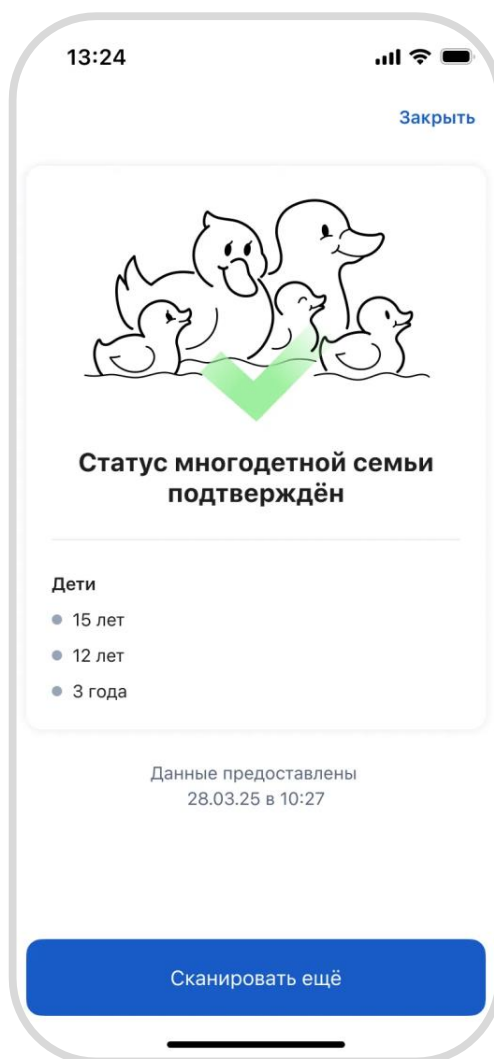 13:24
Закрыть
Статус многодетной семьи
подтверждён
Дети
15 лет
12 лет
3 года
Данные предоставлены
28.03.25 в 10:27
Сканировать ещё